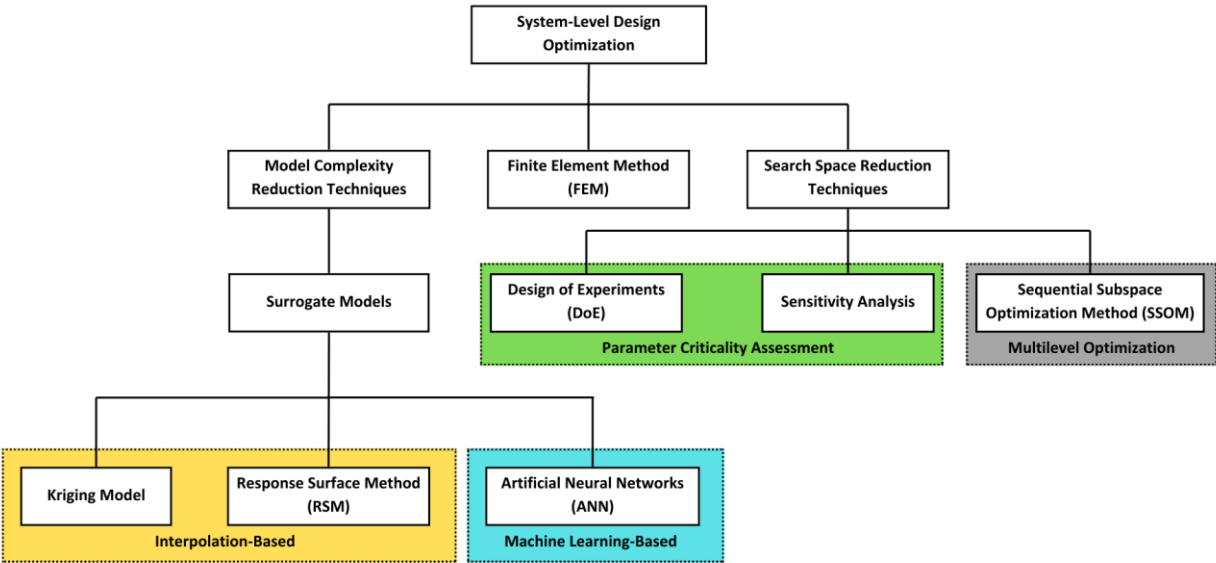 System-Level Design
Optimization
Model Complexity
Reduction Techniques
Finite Element Method
(FEM)
Search Space Reduction
Techniques
Surrogate Models
Design of Experiments
(DoE)
Sensitivity Analysis
Sequential Subspace
Optimization Method (SSOM)
Parameter Criticality Assessment
Multilevel Optimization
Kriging Model
Response Surface Method
(RSM)
Artificial Neural Networks
(ANN)
Interpolation-Based
Machine Learning-Based